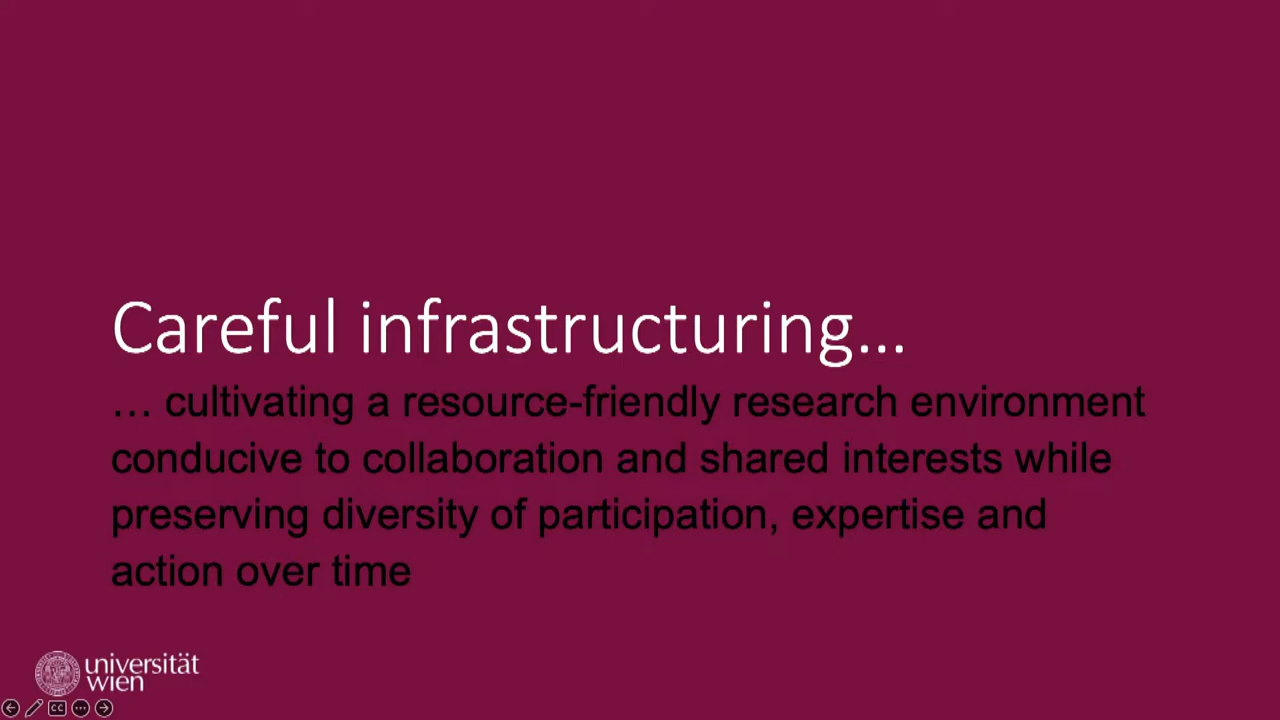 Careful infrastructuring...
... cultivating a resource-friendly research environment
conducive to collaboration and shared interests while
preserving diversity of participation, expertise and
action over time
universität
wien
CC